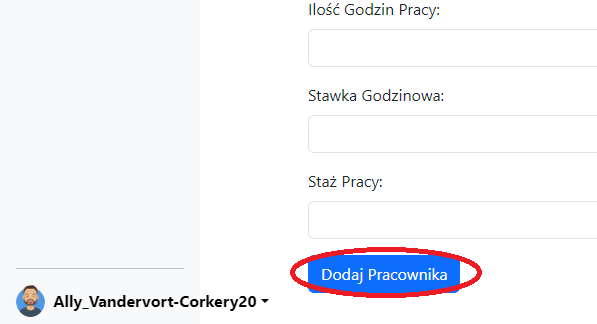 Ilość Godzin Pracy:
Stawka Godzinowa:
Staż Pracy:
Dodaj Pracownika
Ally_Vandervort-Corkery20